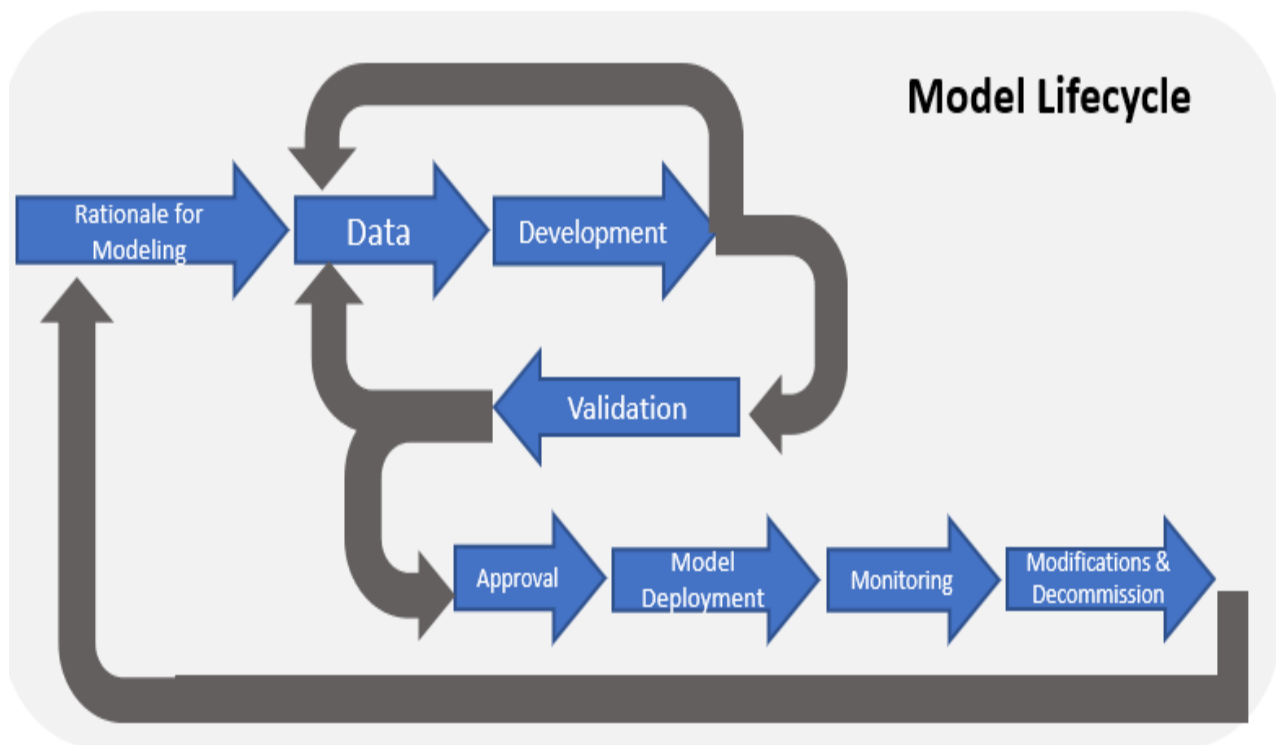 Model Lifecycle
Rationale for
Modeling
Data
Development
Validation
Approval
Model
Deployment
Monitoring
Modifications &
Decommission